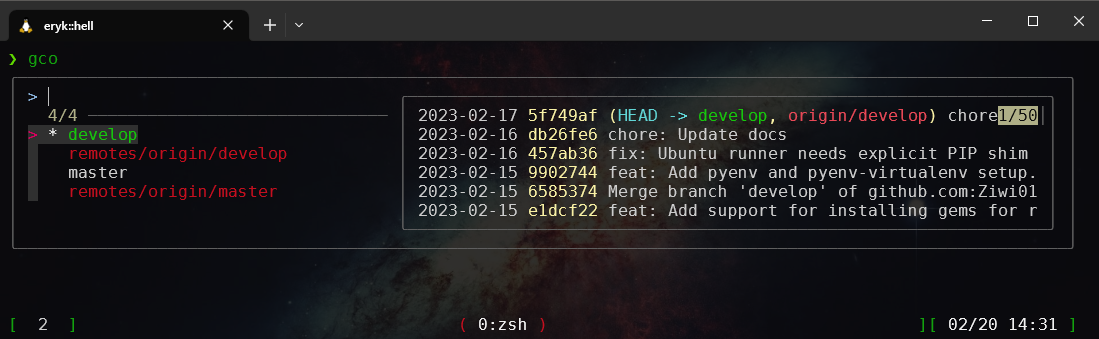 eryk::hell
❯ gco
>
4/4
> * develop
remotes/origin/develop
master
remotes/origin/master
2023-02-17 5f749af (HEAD -> develop, origin/develop) chore 1/50
2023-02-16 db26fe6 chore: Update docs
2023-02-16 457ab36 fix: Ubuntu runner needs explicit PIP shim
2023-02-15 9902744 feat: Add pyenv and pyenv-virtualenv setup.
2023-02-15 6585374 Merge branch 'develop' of github.com:Ziwi01
2023-02-15 e1dcf22 feat: Add support for installing gems for r
[ 2 ] ( 0:zsh ) ][ 02/20 14:31 ]